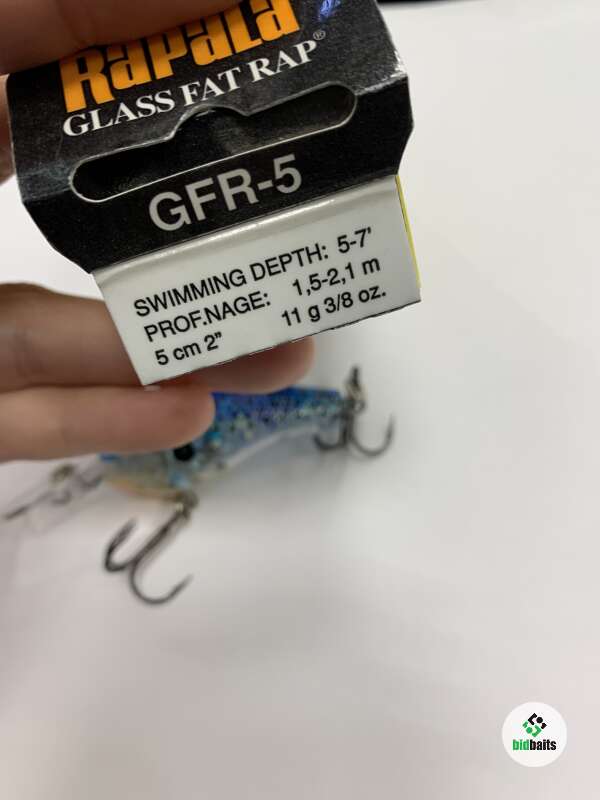 Rapala
GLASS FAT RAP®
GFR-5
SWIMMING DEPTH: 5-7'
PROF.NAGE: 1,5-2,1 m
5 cm 2" 11 g 3/8 oz.
bidbaits